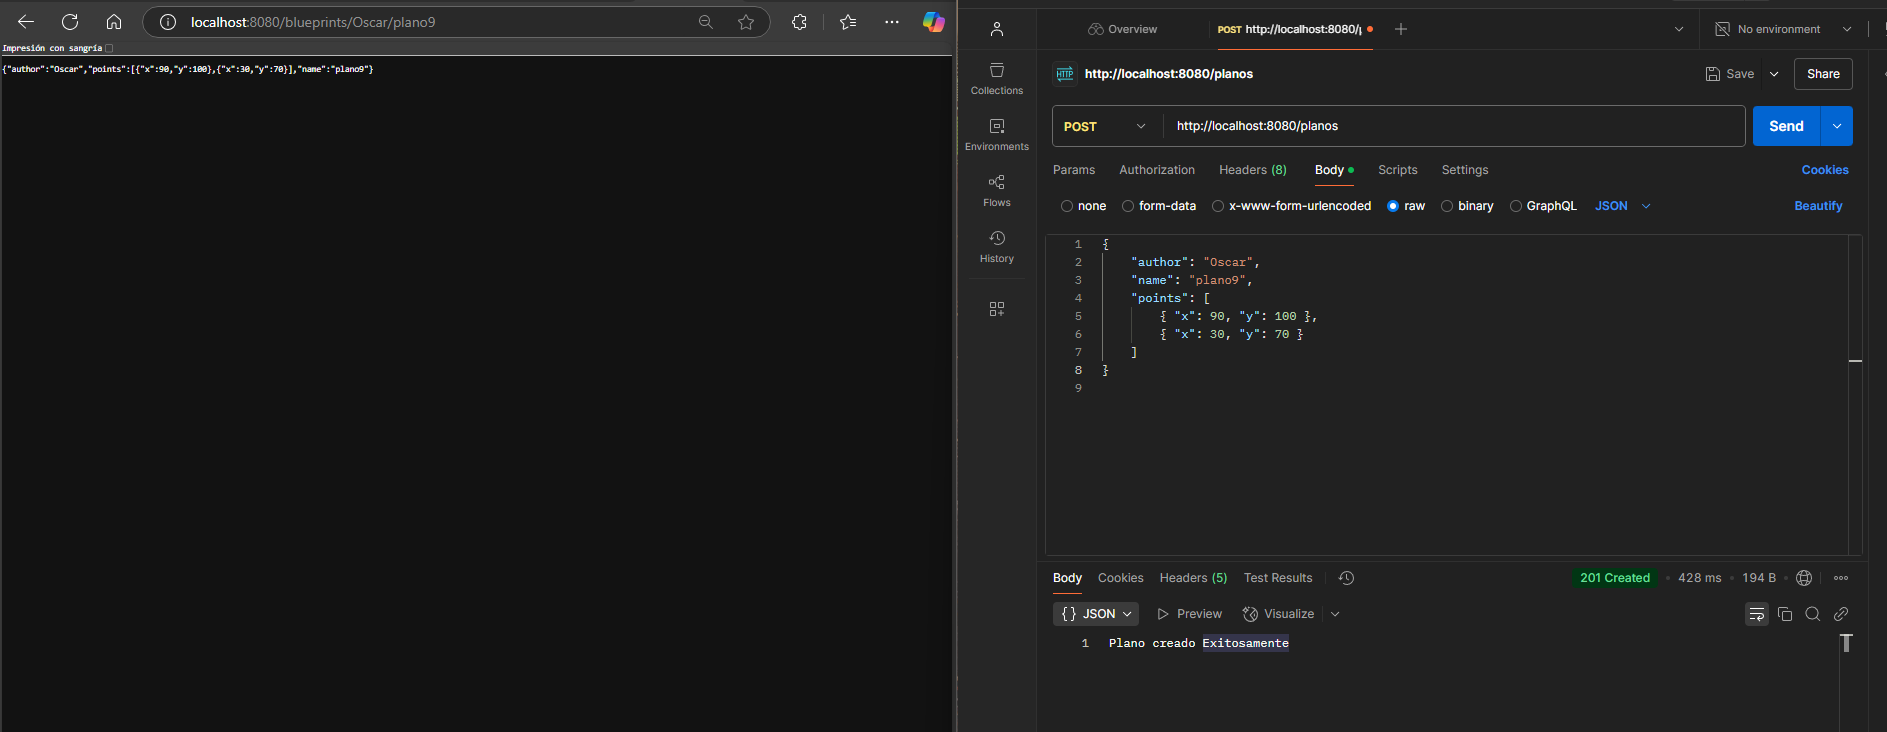 localhost:8080/blueprints/Oscar/plano9
Impresión con sangría
{"author":"Oscar","points":[{"x":90,"y":100},{"x":30,"y":70}],"name":"plano9"}
Collections
Environments
Flows
History
Overview
POST http://localhost:8080/p
No environment
HTTP http://localhost:8080/planos
Save
Share
POST
http://localhost:8080/planos
Send
Params Authorization Headers (8) Body Scripts Settings
Cookies
none form-data x-www-form-urlencoded raw binary GraphQL JSON
Beautify
1 {
2 "author": "Oscar",
3 "name": "plano9",
4 "points": [
5 { "x": 90, "y": 100 },
6 { "x": 30, "y": 70 }
7 ]
8 }
9
Body Cookies Headers (5) Test Results
201 Created • 428 ms • 194 B
{} JSON Preview Visualize
1 Plano creado Exitosamente